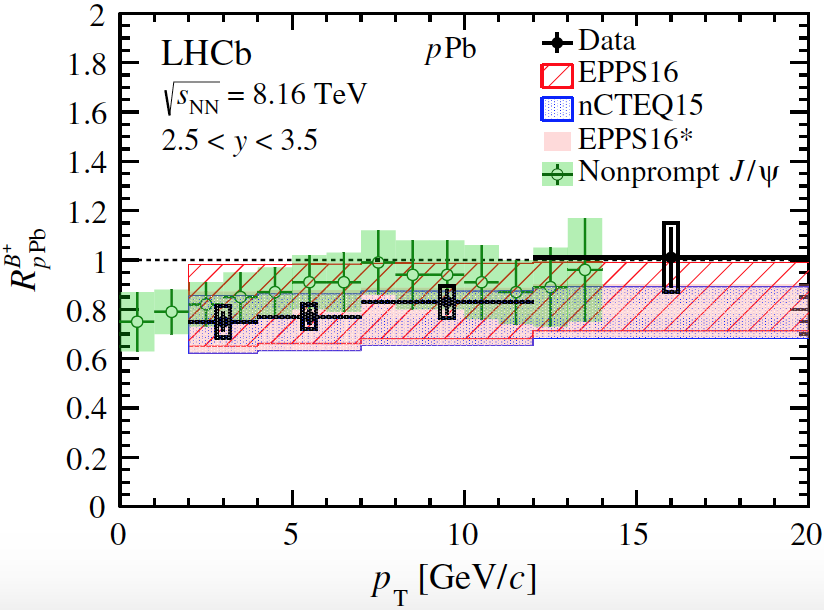 LHCb
pPb
√sNN = 8.16 TeV
2.5 < y < 3.5
Data
EPPS16
nCTEQ15
EPPS16*
Nonprompt J/ψ
R^{B+}_{pPb}
2
1.8
1.6
1.4
1.2
1
0.8
0.6
0.4
0.2
0
0 5 10 15 20
pT [GeV/c]